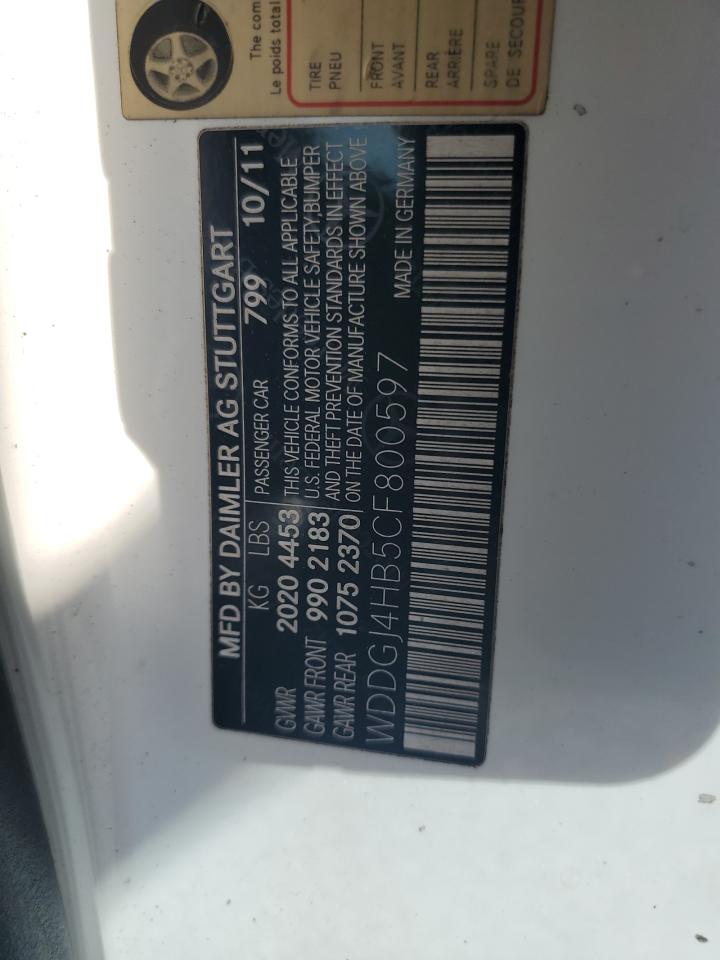 MFD BY DAIMLER AG STUTTGART
KG LBS PASSENGER CAR 799 10/11
GVWR 2020 4453 THIS VEHICLE CONFORMS TO ALL APPLICABLE
GAWR FRONT 990 2183 U.S. FEDERAL MOTOR VEHICLE SAFETY,BUMPER
GAWR REAR 1075 2370 AND THEFT PREVENTION STANDARDS IN EFFECT
ON THE DATE OF MANUFACTURE SHOWN ABOVE
WDDGJ4HB5CF800597 MADE IN GERMANY
The com
Le poids total
TIRE
PNEU
FRONT
AVANT
REAR
ARRIÈRE
SPARE
DE SECOUR